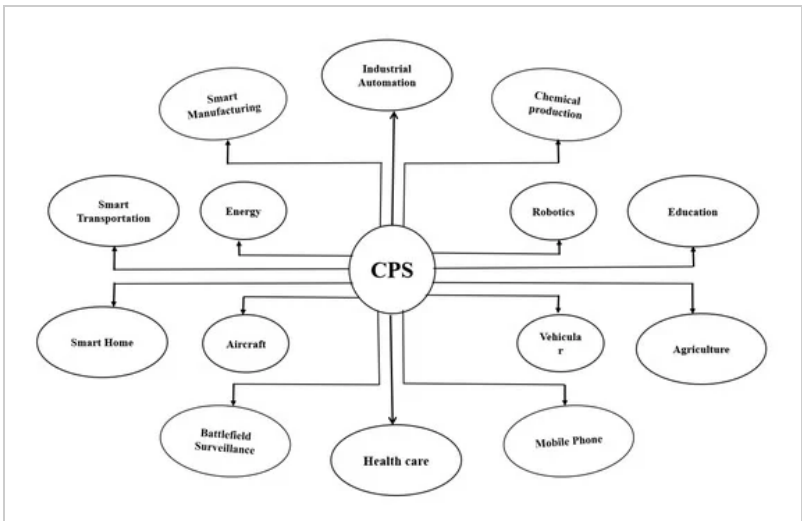 Industrial
Automation
Smart
Manufacturing
Chemical
production
Smart
Transportation
Energy
Robotics
Education
CPS
Smart Home
Aircraft
Vehicula
r
Agriculture
Battlefield
Surveillance
Health care
Mobile Phone